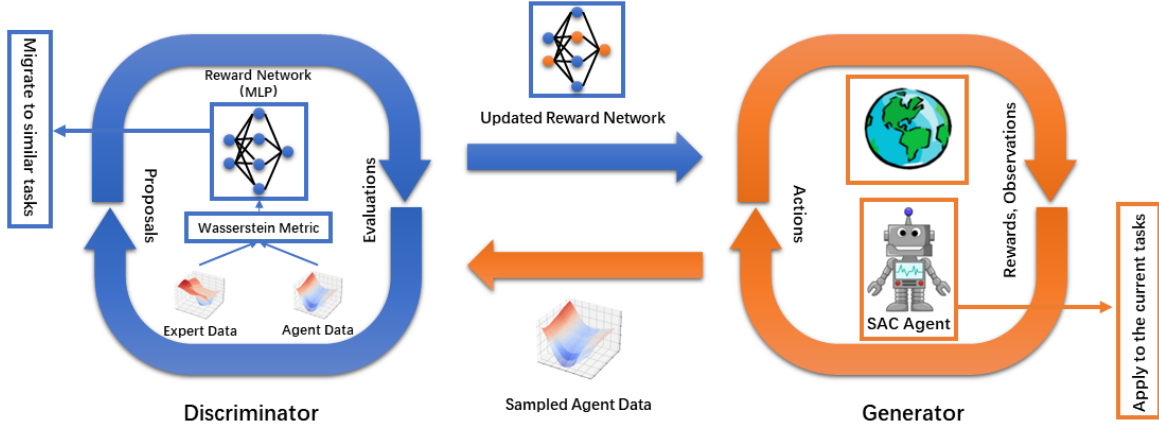 Migrate to similar tasks
Reward Network
(MLP)
Proposals
Evaluations
Wasserstein Metric
Expert Data
Agent Data
Discriminator
Updated Reward Network
Sampled Agent Data
Actions
Rewards, Observations
SAC Agent
Generator
Apply to the current tasks